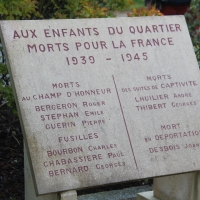 AUX ENFANTS DU QUARTIER
MORTS POUR LA FRANCE
1939 - 1945
MORTS
AU CHAMP D'HONNEUR
BERGERON ROGER
STEPHAN EMILE
GUERIN PIERRE
FUSILLES
BOURBON CHARLES
CHABASSIERE PAUL
BERNARD GEORGES
MORTS
DES SUITES DE CAPTIVITE
LHUILIER ANDRE
THIBERT GEORGES
MORT
EN DEPORTATION
DESBOIS